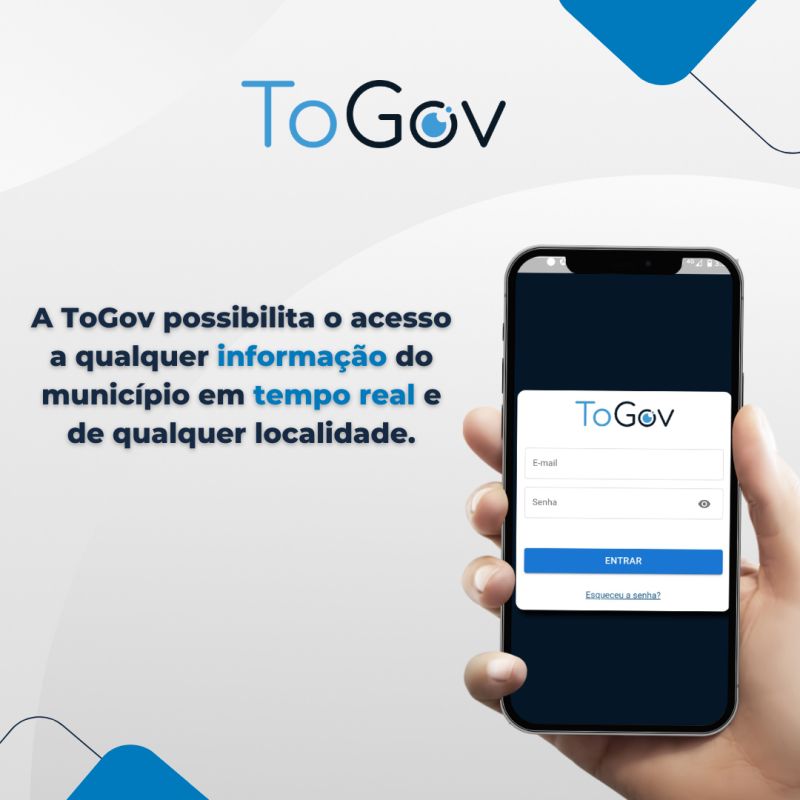 ToGov
A ToGov possibilita o acesso
a qualquer informação do
município em tempo real e
de qualquer localidade.
4G
ToGov
E-mail
Senha
ENTRAR
Esqueceu a senha?